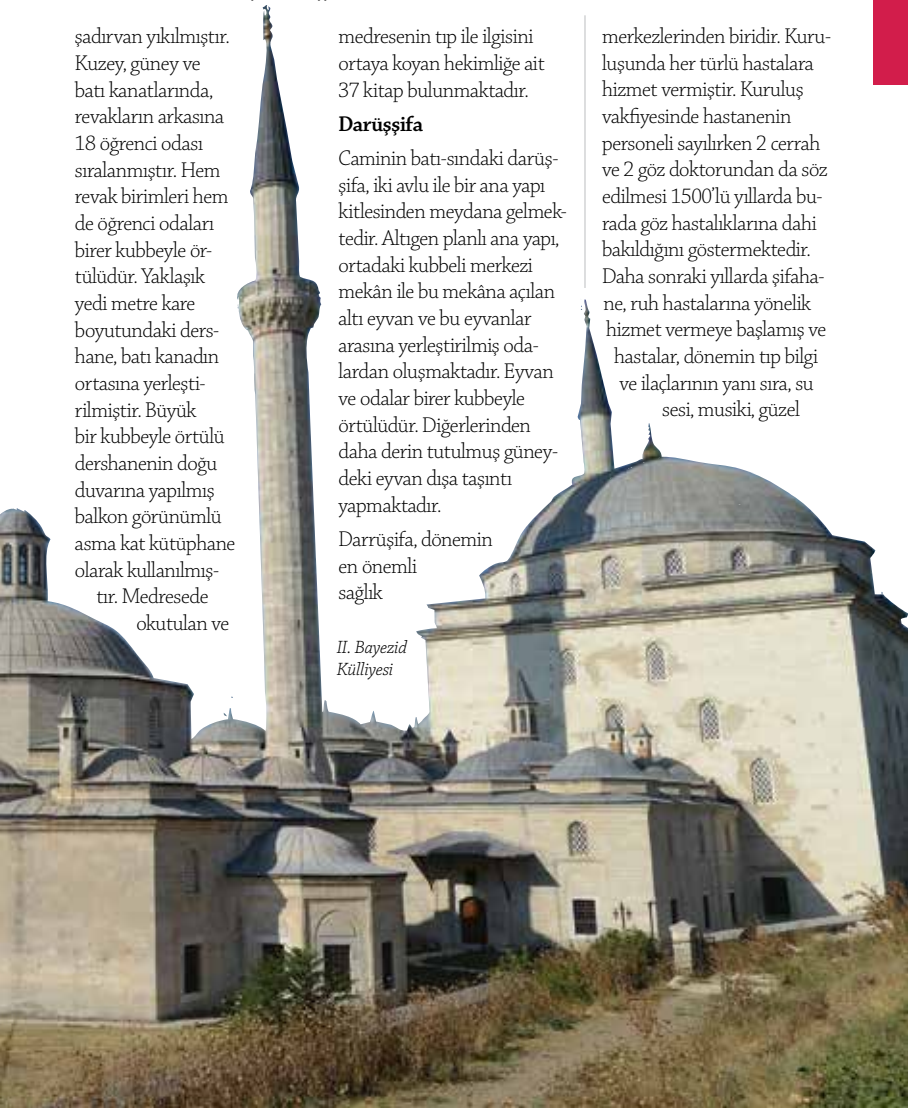 şadırvan yıkılmıştır.
Kuzey, güney ve
batı kanatlarında,
revakların arkasına
18 öğrenci odası
sıralanmıştır. Hem
revak birimleri hem
de öğrenci odaları
birer kubbeyle ör-
tülüdür. Yaklaşık
yedi metre kare
boyutundaki ders-
hane, batı kanadın
ortasına yerleşti-
rilmiştir. Büyük
bir kubbeyle örtülü
dershanenin doğu
duvarına yapılmış
balkon görünümlü
asma kat kütüphane
olarak kullanılmış-
tır. Medresede
okutulan ve
medresenin tıp ile ilgisini
ortaya koyan hekimliğe ait
37 kitap bulunmaktadır.
Darüşşifa
Caminin batı-sındaki darüş-
şifa, iki avlu ile bir ana yapı
kitlesinden meydana gelmek-
tedir. Altıgen planlı ana yapı,
ortadaki kubbeli merkezi
mekân ile bu mekâna açılan
altı eyvan ve bu eyvanlar
arasına yerleştirilmiş oda-
lardan oluşmaktadır. Eyvan
ve odalar birer kubbeyle
örtülüdür. Diğerlerinden
daha derin tutulmuş güney-
deki eyvan dışa taşıntı
yapmaktadır.
Darrüşifa, dönemin
en önemli
sağlık
merkezlerinden biridir. Kuru-
luşunda her türlü hastalara
hizmet vermiştir. Kuruluş
vakfiyesinde hastanenin
personeli sayılırken 2 cerrah
ve 2 göz doktorundan da söz
edilmesi 1500’lü yıllarda bu-
rada göz hastalıklarına dahi
bakıldığını göstermektedir.
Daha sonraki yıllarda şifaha-
ne, ruh hastalarına yönelik
hizmet vermeye başlamış ve
hastalar, dönemin tıp bilgi
ve ilaçlarının yanı sıra, su
sesi, musiki, güzel
II. Bayezid
Külliyesi